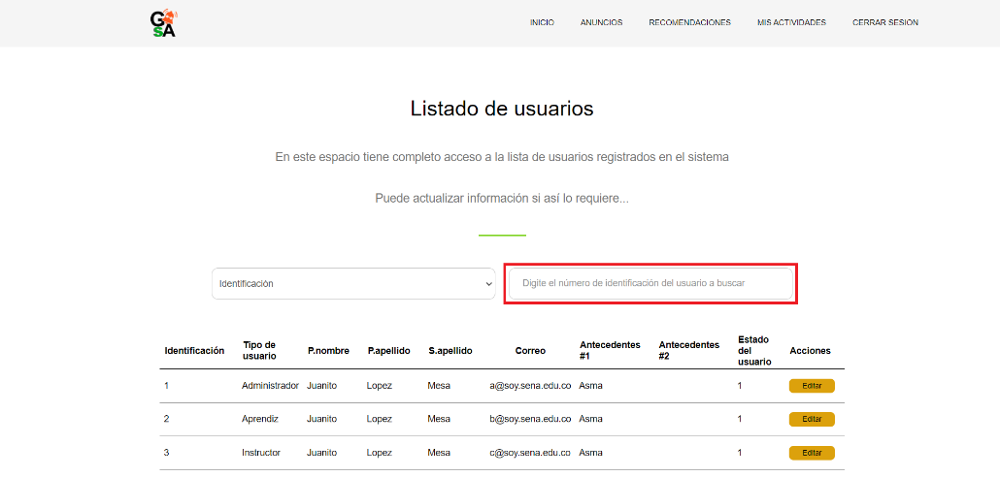 GSA
INICIO ANUNCIOS RECOMENDACIONES MIS ACTIVIDADES CERRAR SESION
Listado de usuarios
En este espacio tiene completo acceso a la lista de usuarios registrados en el sistema
Puede actualizar información si así lo requiere...
Identificación Digite el número de identificación del usuario a buscar
Identificación Tipo de usuario P.nombre P.apellido S.apellido Correo Antecedentes #1 Antecedentes #2 Estado del usuario Acciones
1 Administrador Juanito Lopez Mesa a@soy.sena.edu.co Asma 1 Editar
2 Aprendiz Juanito Lopez Mesa b@soy.sena.edu.co Asma 1 Editar
3 Instructor Juanito Lopez Mesa c@soy.sena.edu.co Asma 1 Editar